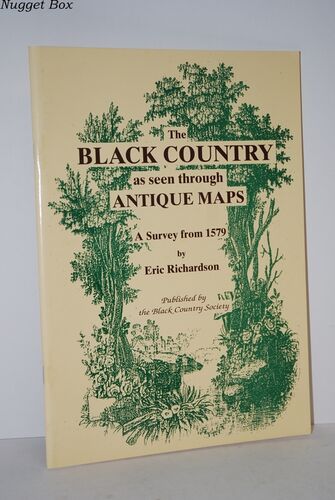 Nugget Box
The
BLACK COUNTRY
as seen through
ANTIQUE MAPS
A Survey from 1579
by
Eric Richardson
Published by
the Black Country Society